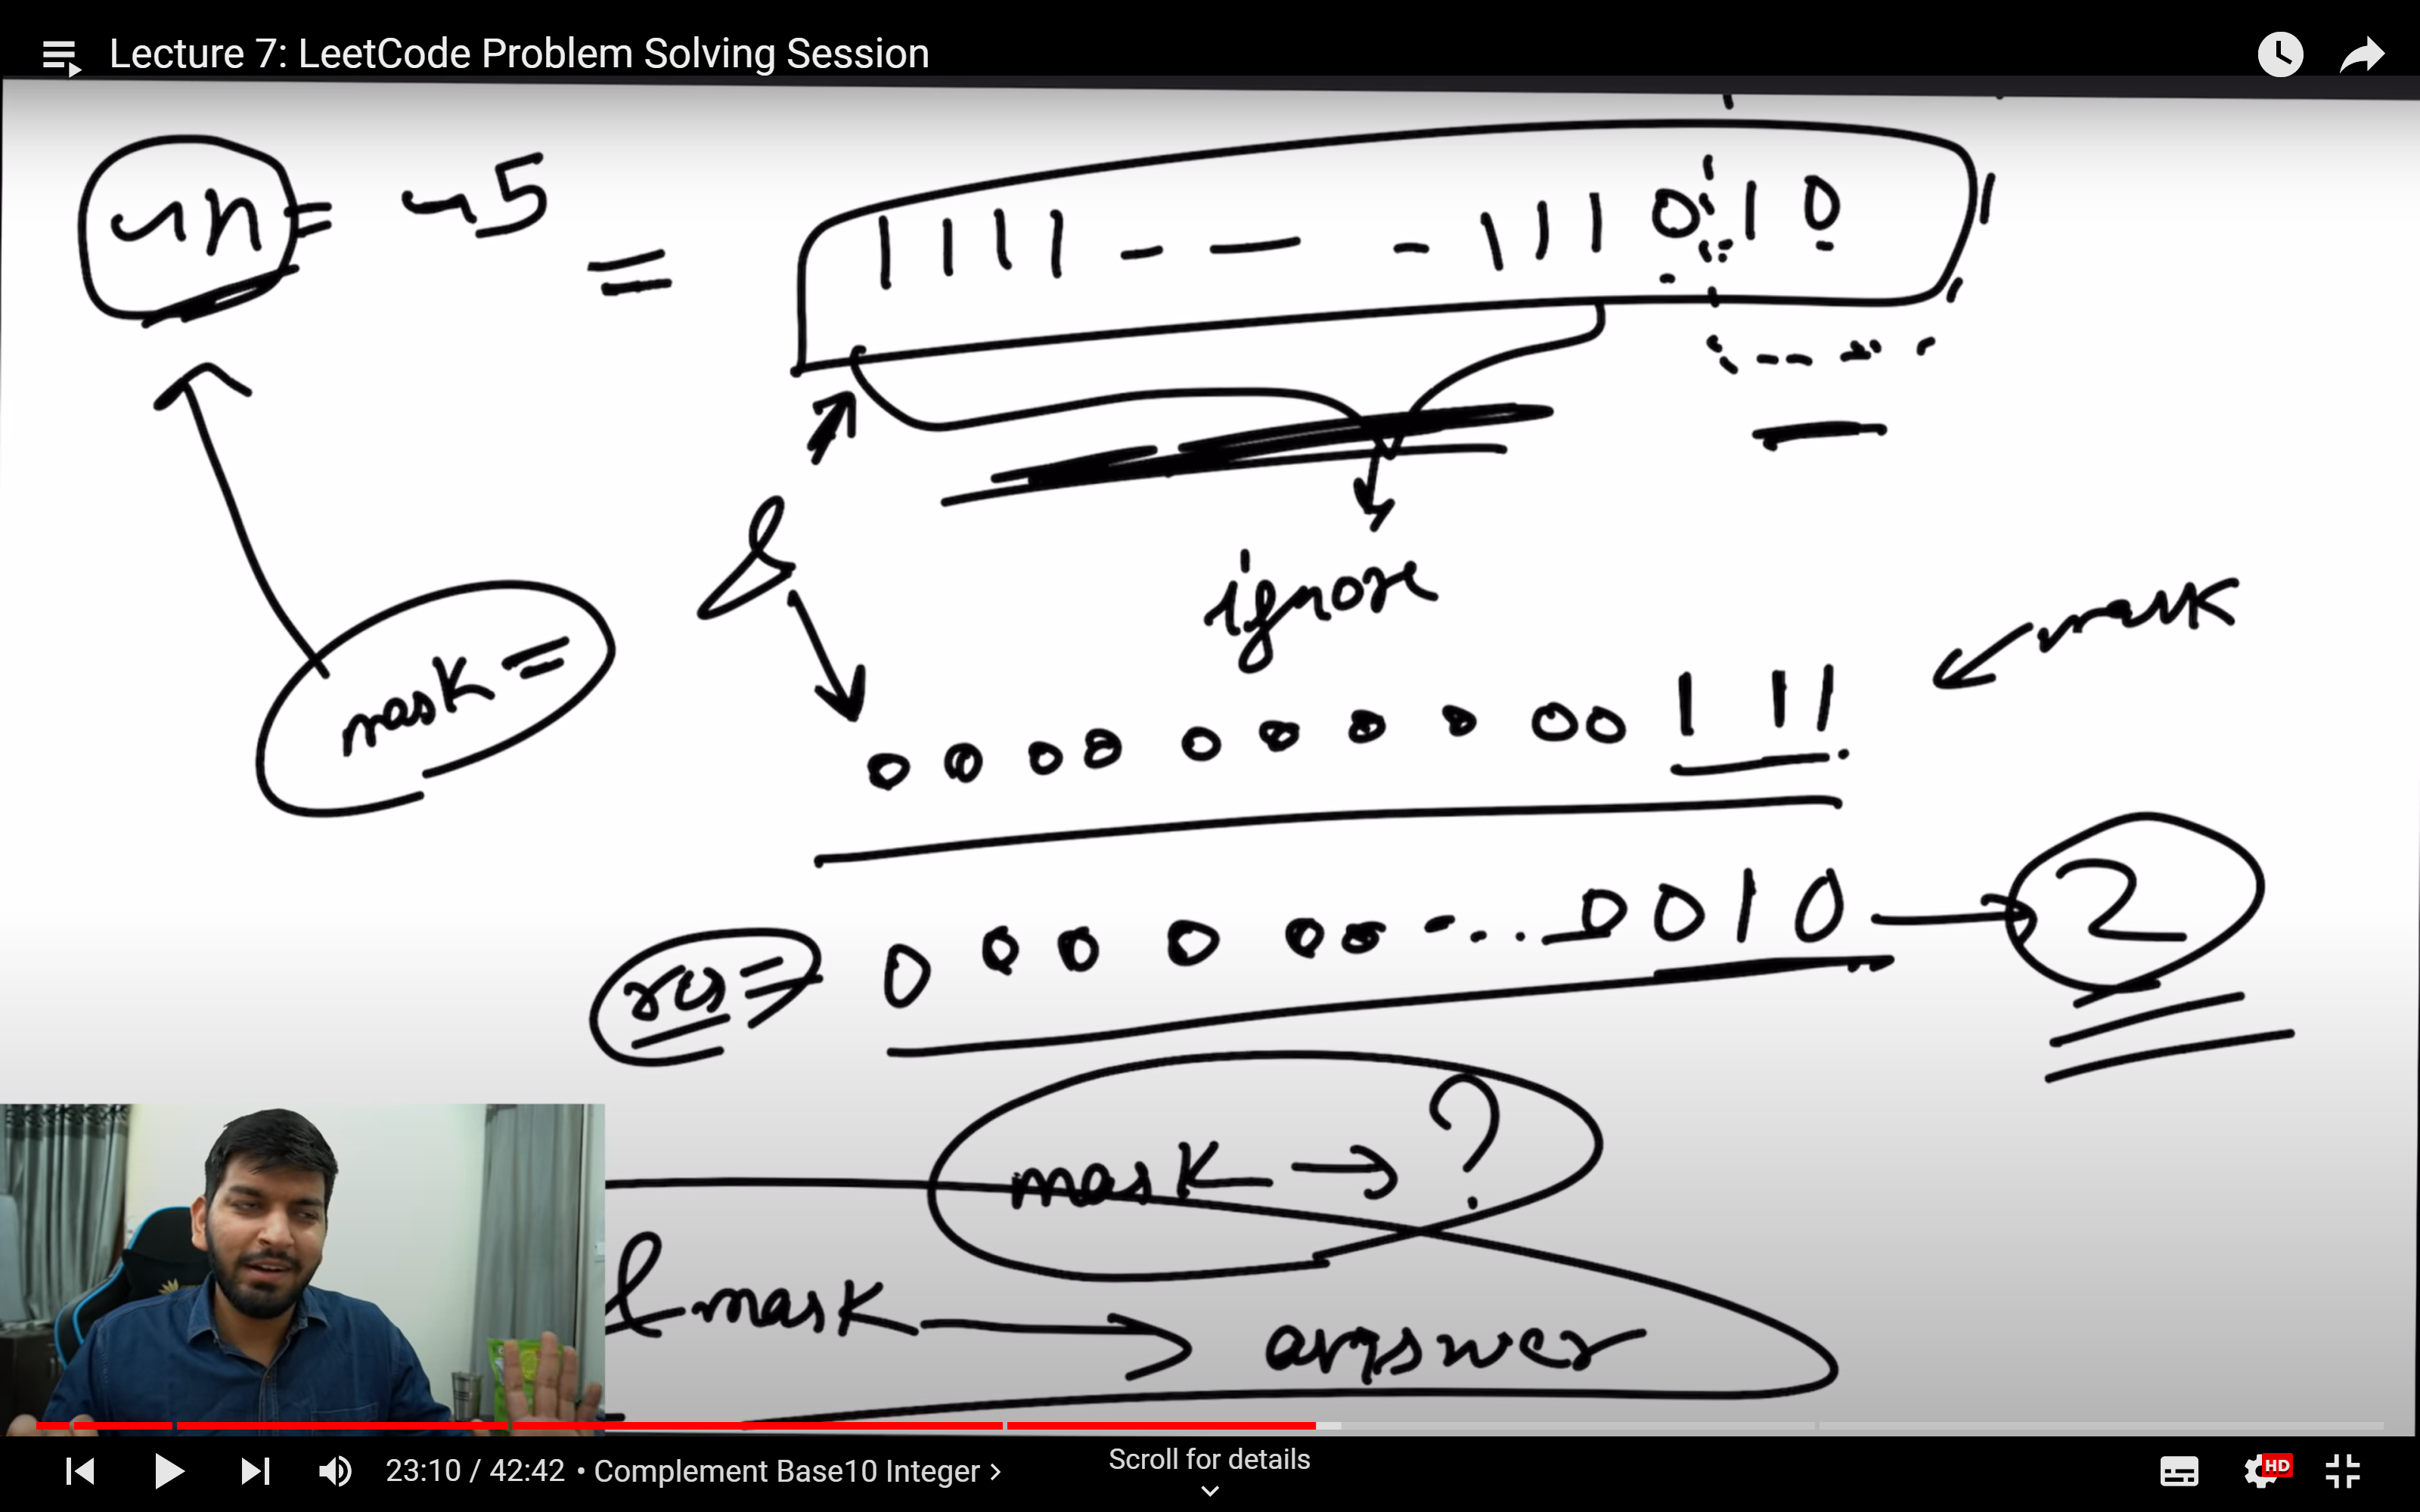 Lecture 7: LeetCode Problem Solving Session
~n = ~5 = 1111 - — - 111 0 1 0
&
ignore
mask =
mask
0 0 0 0 0 0 0 0 0 0 1 1 1
res = 0 0 0 0 0 0 - . . . 0 0 1 0 → 2
mask → ?
& mask → answer
23:10 / 42:42 • Complement Base10 Integer >
Scroll for details
HD